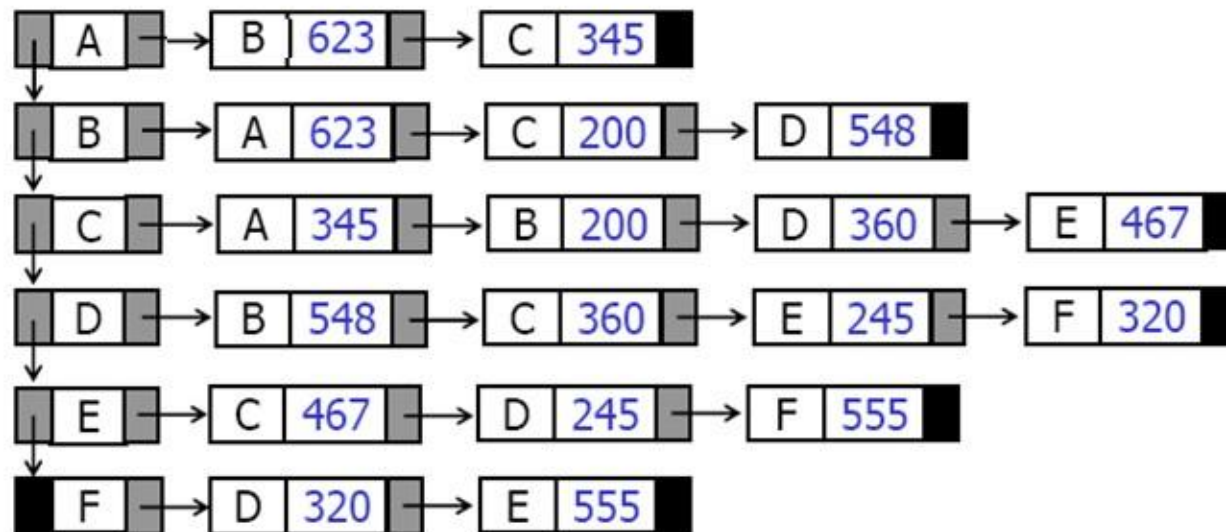 A B 623 C 345
B A 623 C 200 D 548
C A 345 B 200 D 360 E 467
D B 548 C 360 E 245 F 320
E C 467 D 245 F 555
F D 320 E 555